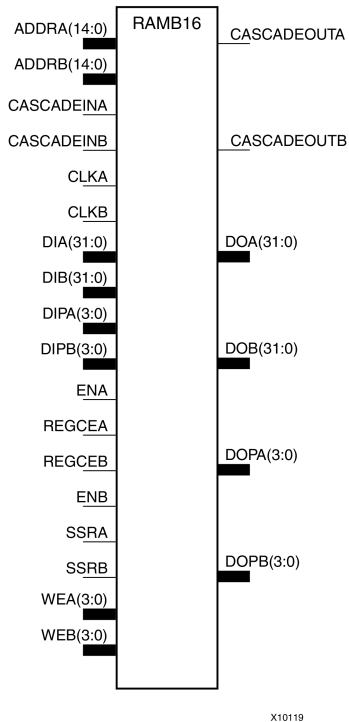 RAMB16
ADDRA(14:0)
ADDRB(14:0)
CASCADEINA
CASCADEINB
CLKA
CLKB
DIA(31:0)
DIB(31:0)
DIPA(3:0)
DIPB(3:0)
ENA
REGCEA
REGCEB
ENB
SSRA
SSRB
WEA(3:0)
WEB(3:0)
CASCADEOUTA
CASCADEOUTB
DOA(31:0)
DOB(31:0)
DOPA(3:0)
DOPB(3:0)
X10119